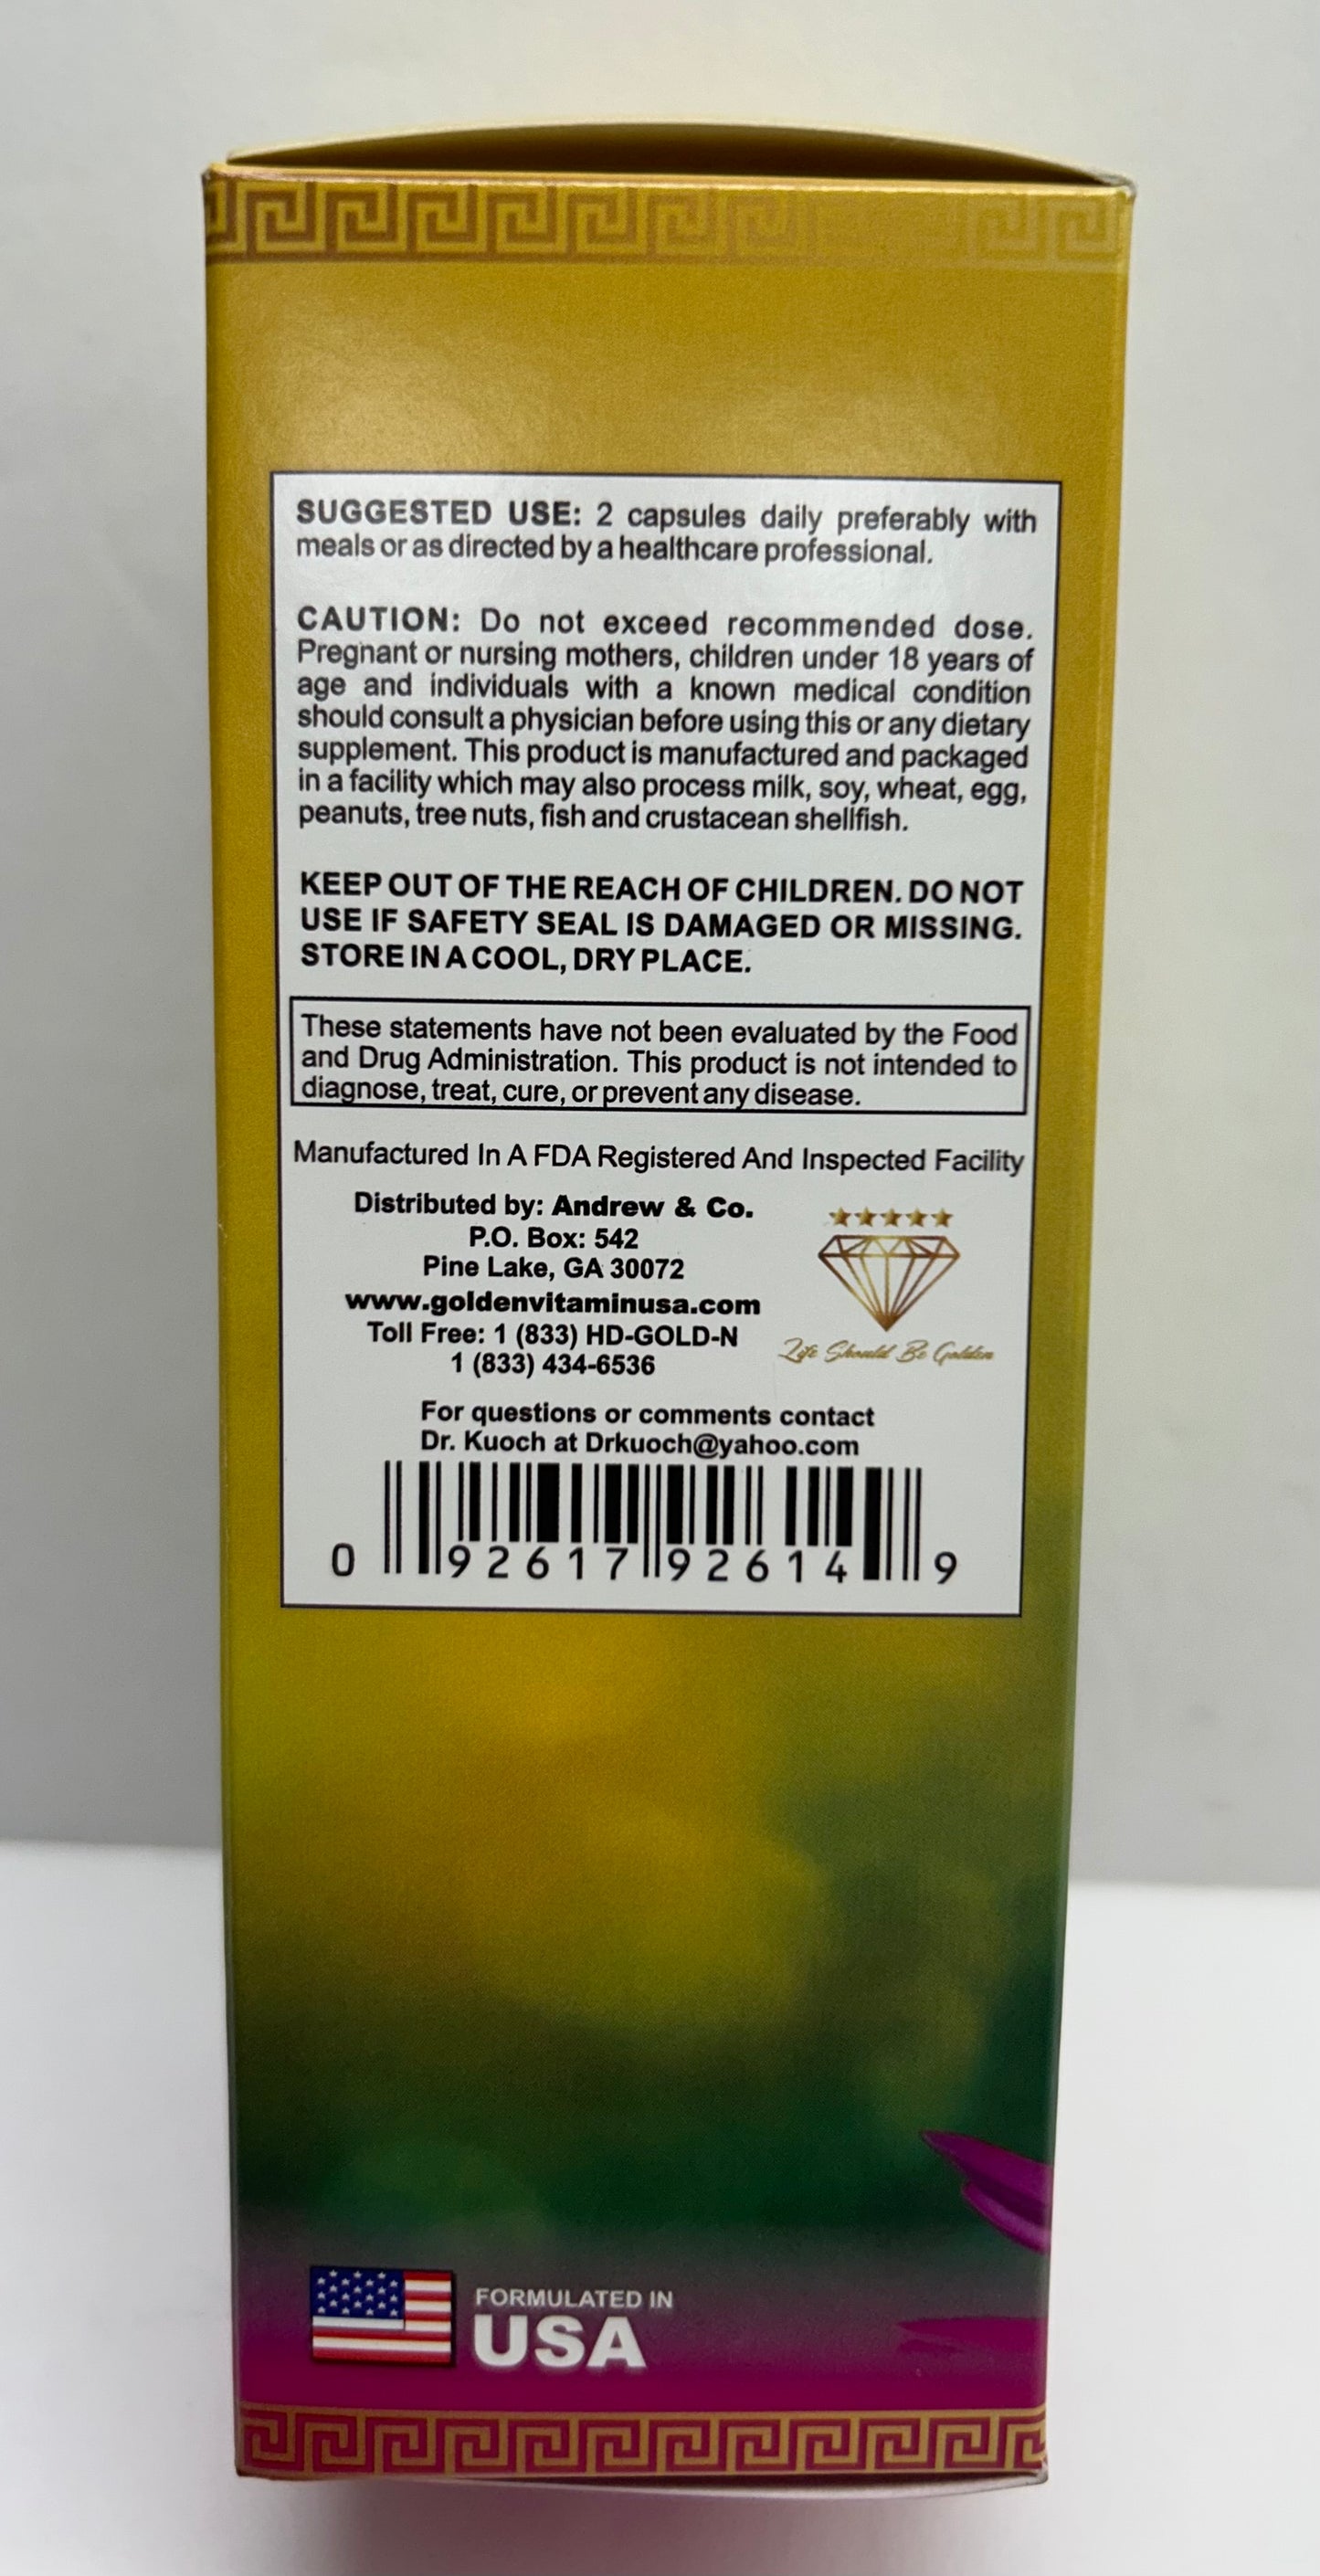 SUGGESTED USE: 2 capsules daily preferably with
meals or as directed by a healthcare professional.
CAUTION: Do not exceed recommended dose.
Pregnant or nursing mothers, children under 18 years of
age and individuals with a known medical condition
should consult a physician before using this or any dietary
supplement. This product is manufactured and packaged
in a facility which may also process milk, soy, wheat, egg,
peanuts, tree nuts, fish and crustacean shellfish.
KEEP OUT OF THE REACH OF CHILDREN. DO NOT
USE IF SAFETY SEAL IS DAMAGED OR MISSING.
STORE IN A COOL, DRY PLACE.
These statements have not been evaluated by the Food
and Drug Administration. This product is not intended to
diagnose, treat, cure, or prevent any disease.
Manufactured In A FDA Registered And Inspected Facility
Distributed by: Andrew & Co.
P.O. Box: 542
Pine Lake, GA 30072
www.goldenvitaminusa.com
Toll Free: 1 (833) HD-GOLD-N
1 (833) 434-6536
Life Should Be Golden
For questions or comments contact
Dr. Kuoch at Drkuoch@yahoo.com
0 92617 92614 9
FORMULATED IN
USA